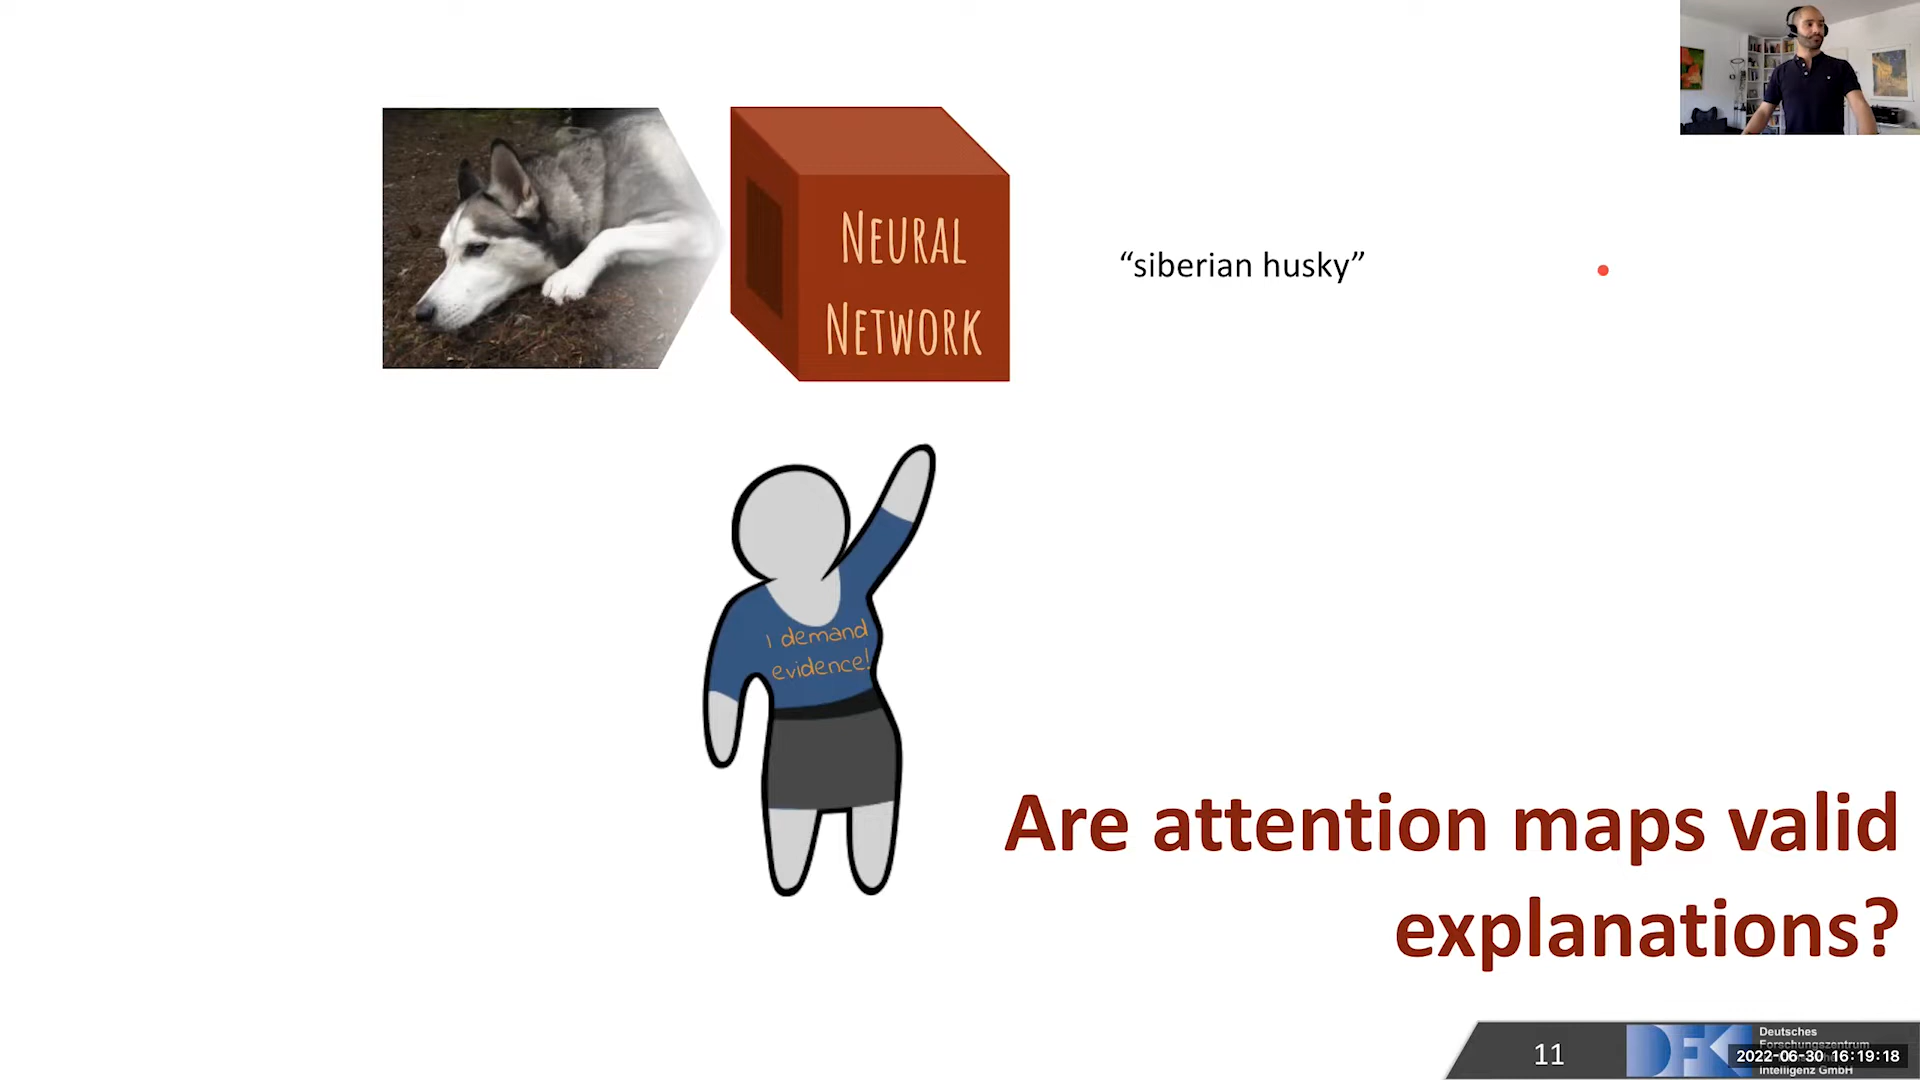 NEURAL
NETWORK
“siberian husky”
I demand
evidence!
Are attention maps valid
explanations?
11
DFK
Deutsches
Forschungszentrum
2022-06-30 16:19:18
Intelligenz GmbH